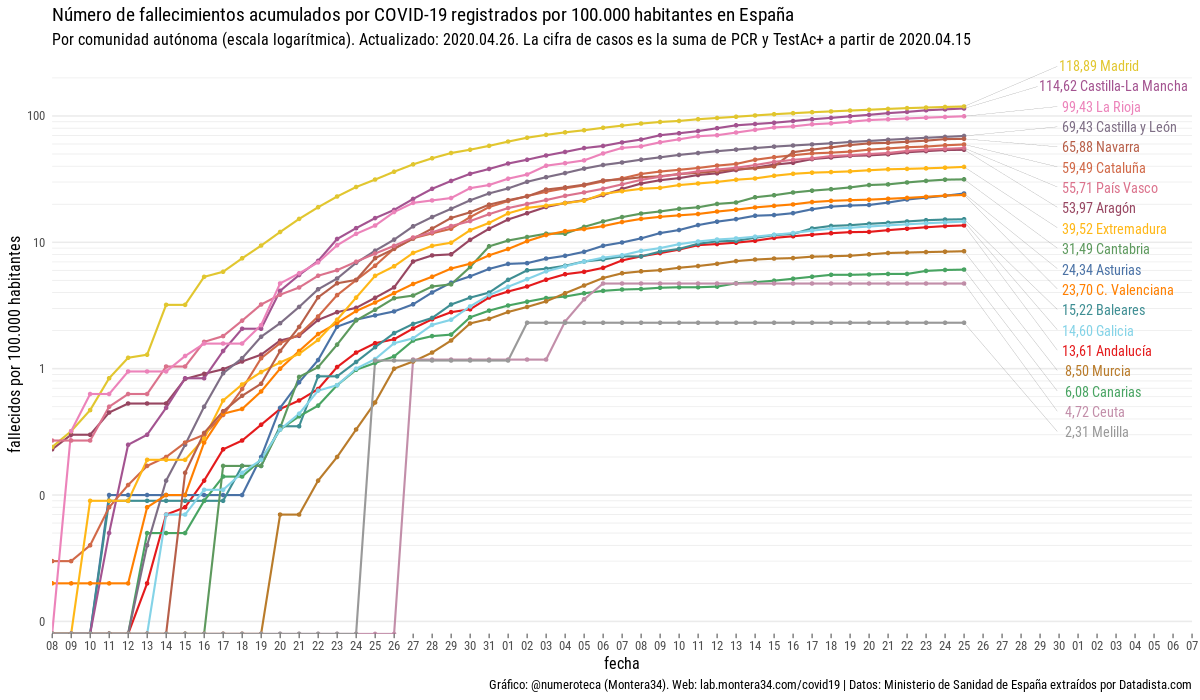 Número de fallecimientos acumulados por COVID-19 registrados por 100.000 habitantes en España
Por comunidad autónoma (escala logarítmica). Actualizado: 2020.04.26. La cifra de casos es la suma de PCR y TestAc+ a partir de 2020.04.15
118,89 Madrid
114,62 Castilla-La Mancha
99,43 La Rioja
69,43 Castilla y León
65,88 Navarra
59,49 Cataluña
55,71 País Vasco
53,97 Aragón
39,52 Extremadura
31,49 Cantabria
24,34 Asturias
23,70 C. Valenciana
15,22 Baleares
14,60 Galicia
13,61 Andalucía
8,50 Murcia
6,08 Canarias
4,72 Ceuta
2,31 Melilla
fallecidos por 100.000 habitantes
100
10
1
0
0
08 09 10 11 12 13 14 15 16 17 18 19 20 21 22 23 24 25 26 27 28 29 30 31 01 02 03 04 05 06 07 08 09 10 11 12 13 14 15 16 17 18 19 20 21 22 23 24 25 26 27 28 29 30 01 02 03 04 05 06 07
fecha
Gráfico: @numeroteca (Montera34). Web: lab.montera34.com/covid19 | Datos: Ministerio de Sanidad de España extraídos por Datadista.com